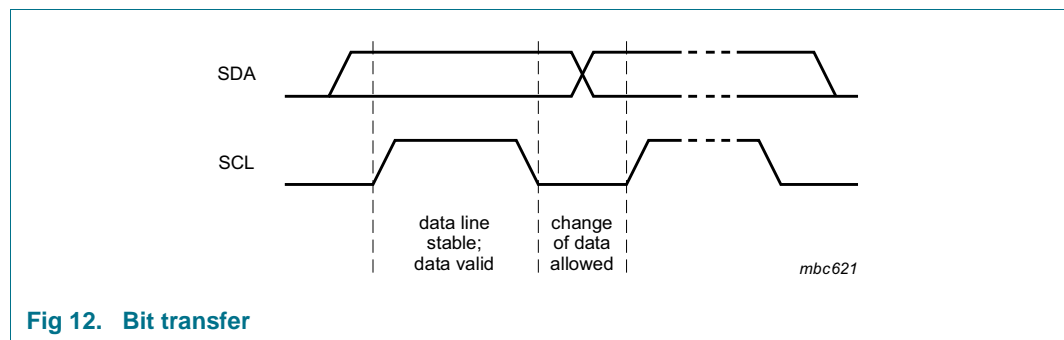 SDA
SCL
data line
stable;
data valid
change
of data
allowed
mbc621
Fig 12. Bit transfer